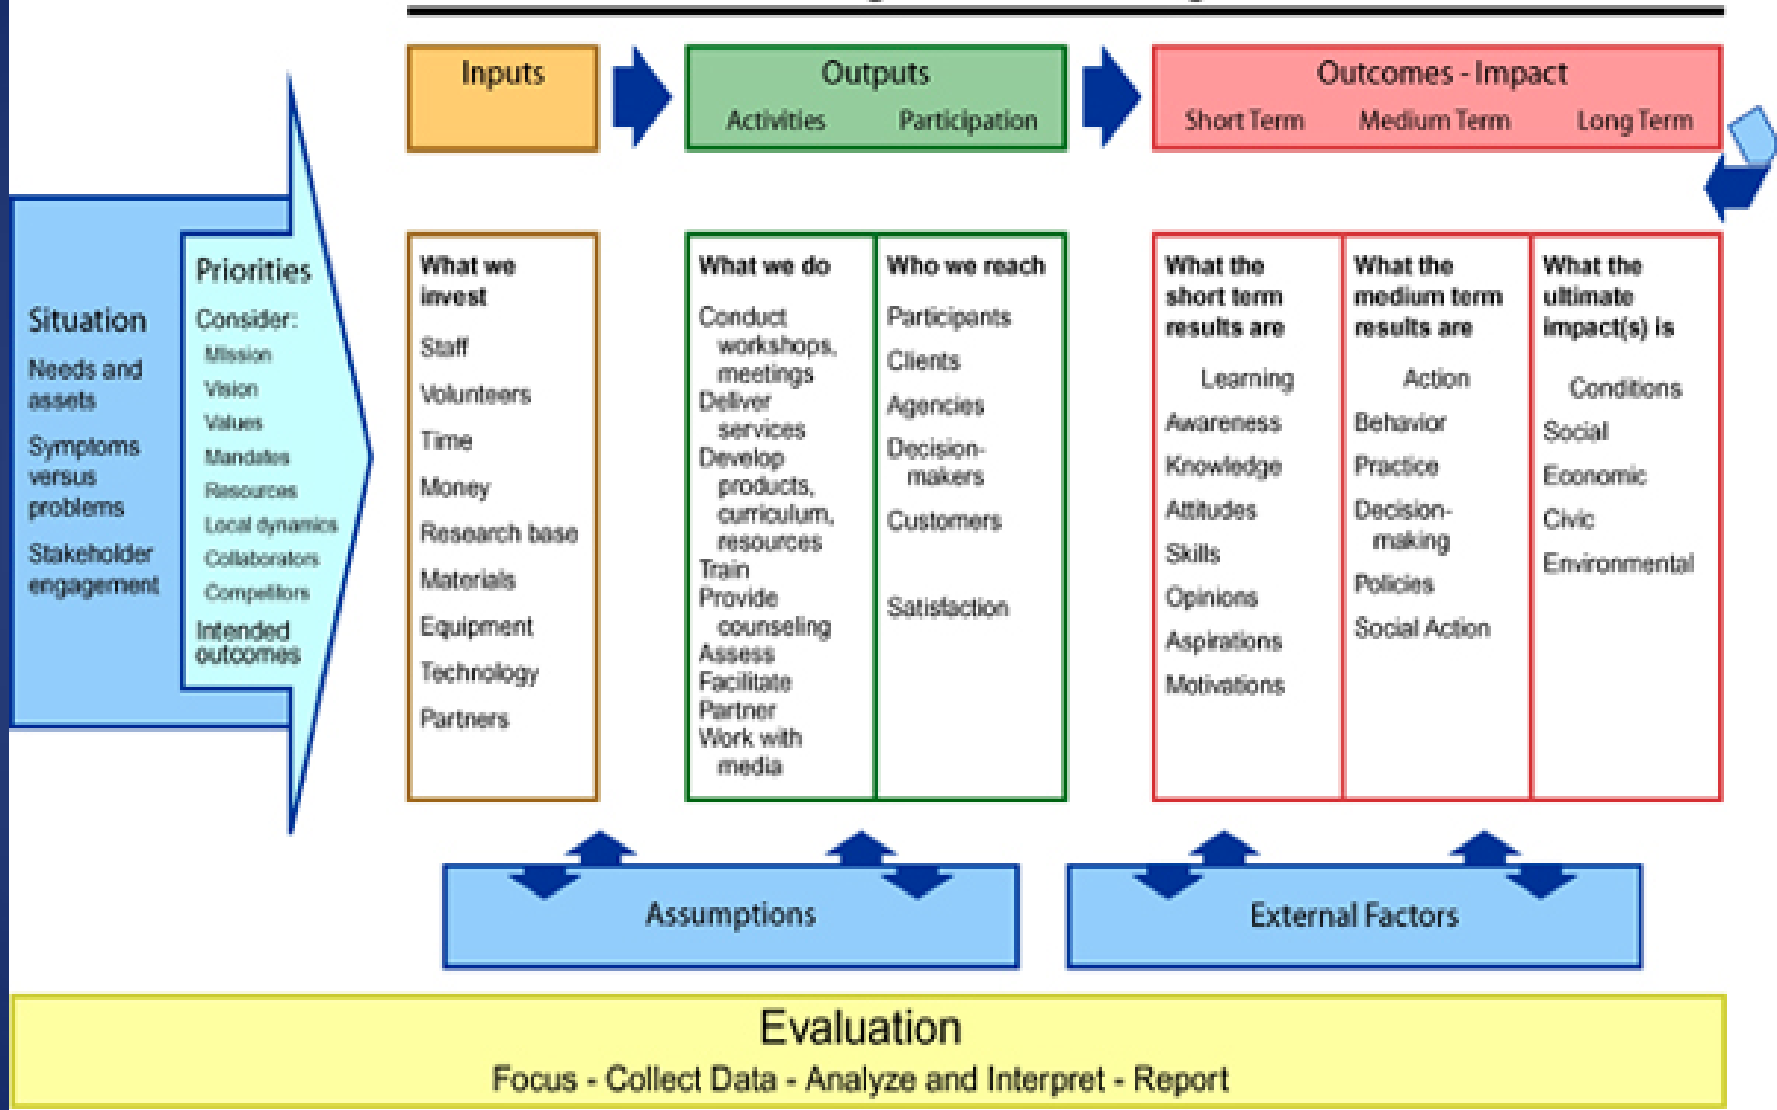 Inputs
Outputs
Activities Participation
Outcomes - Impact
Short Term Medium Term Long Term
Situation
Needs and
assets
Symptoms
versus
problems
Stakeholder
engagement
Priorities
Consider:
Mission
Vision
Values
Mandates
Resources
Local dynamics
Collaborators
Competitors
Intended
outcomes
What we
invest
Staff
Volunteers
Time
Money
Research base
Materials
Equipment
Technology
Partners
What we do
Conduct
workshops,
meetings
Deliver
services
Develop
products,
curriculum,
resources
Train
Provide
counseling
Assess
Facilitate
Partner
Work with
media
Who we reach
Participants
Clients
Agencies
Decision-
makers
Customers
Satisfaction
What the
short term
results are
Learning
Awareness
Knowledge
Attitudes
Skills
Opinions
Aspirations
Motivations
What the
medium term
results are
Action
Behavior
Practice
Decision-
making
Policies
Social Action
What the
ultimate
impact(s) is
Conditions
Social
Economic
Civic
Environmental
Assumptions
External Factors
Evaluation
Focus - Collect Data - Analyze and Interpret - Report